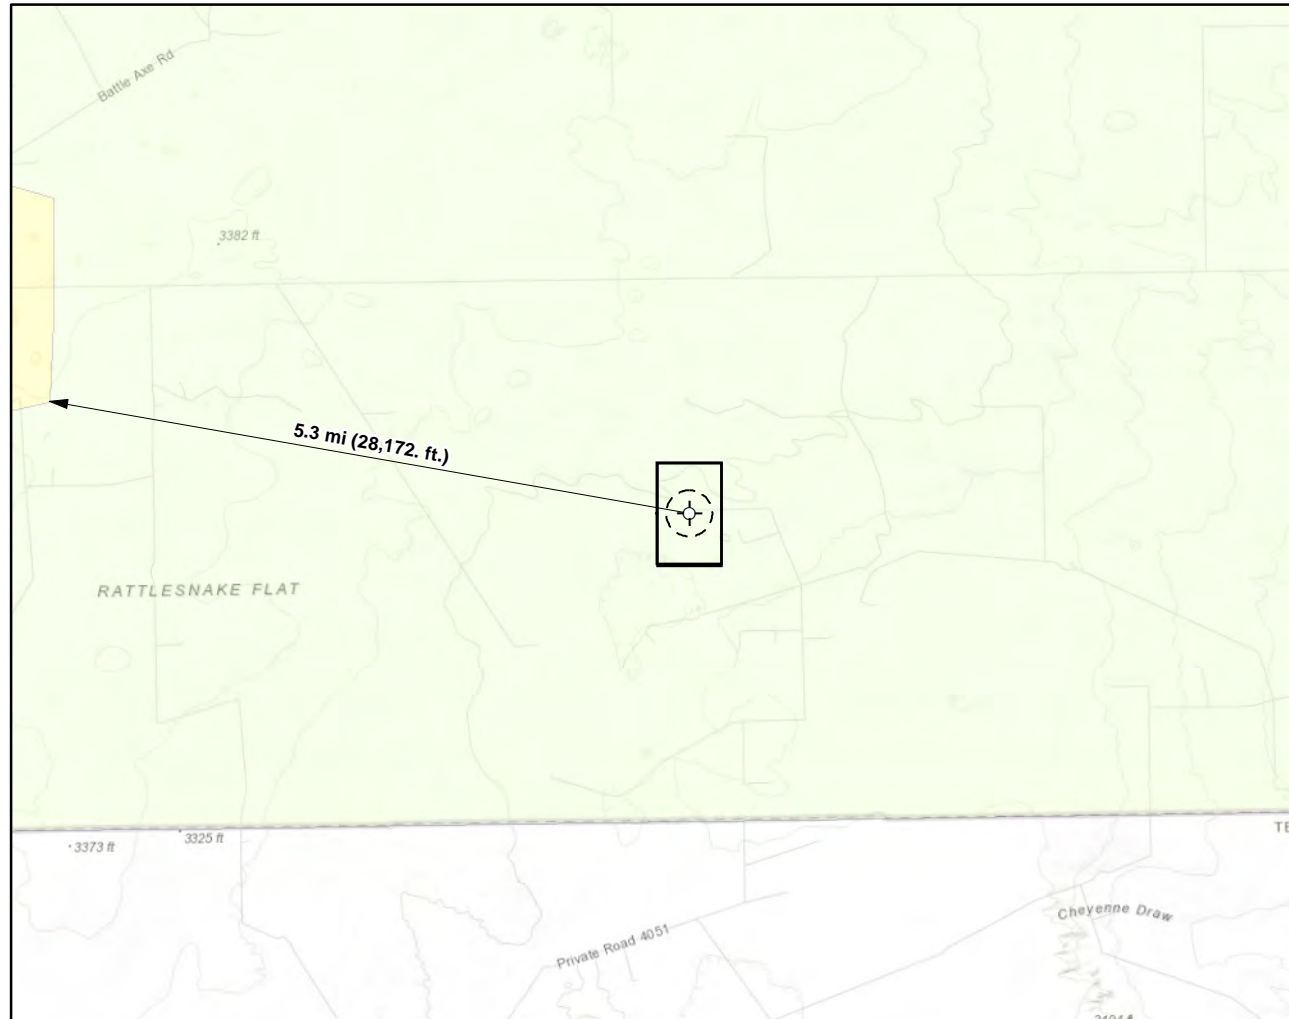 Battle Axe Rd
3382 ft
5.3 mi (28,172. ft.)
RATTLESNAKE FLAT
TE
3325 ft
3373 ft
Cheyenne Draw
Private Road 4051